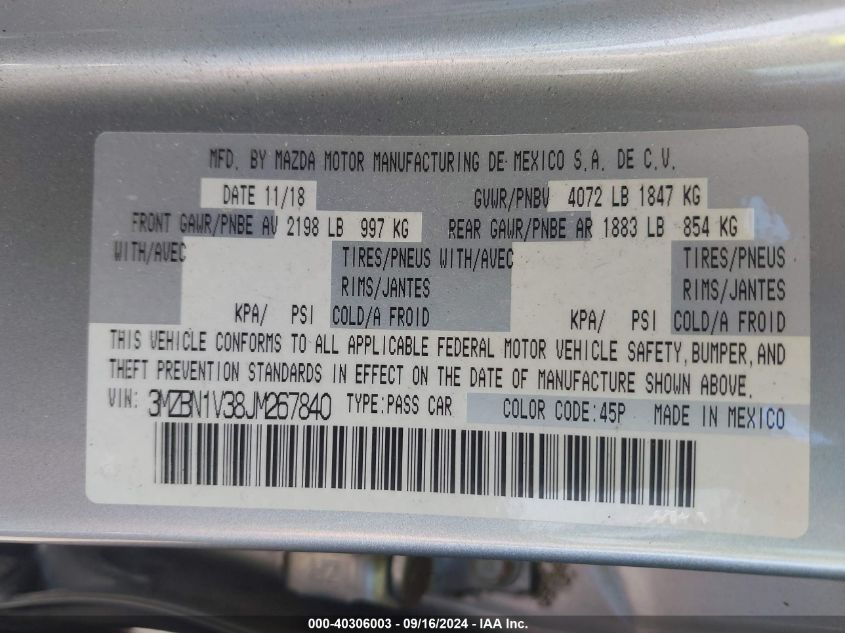 MFD. BY MAZDA MOTOR MANUFACTURING DE MEXICO S.A. DE C.V.
DATE 11/18 GVWR/PNBV 4072 LB 1847 KG
FRONT GAWR/PNBE AV 2198 LB 997 KG REAR GAWR/PNBE AR 1883 LB 854 KG
WITH/AVEC TIRES/PNEUS WITH/AVEC TIRES/PNEUS
RIMS/JANTES RIMS/JANTES
KPA/ PSI COLD/A FROID KPA/ PSI COLD/A FROID
THIS VEHICLE CONFORMS TO ALL APPLICABLE FEDERAL MOTOR VEHICLE SAFETY, BUMPER, AND
THEFT PREVENTION STANDARDS IN EFFECT ON THE DATE OF MANUFACTURE SHOWN ABOVE.
VIN: 3MZBN1V38JM267840 TYPE:PASS CAR COLOR CODE:45P MADE IN MEXICO
000-40306003 - 09/16/2024 - IAA Inc.